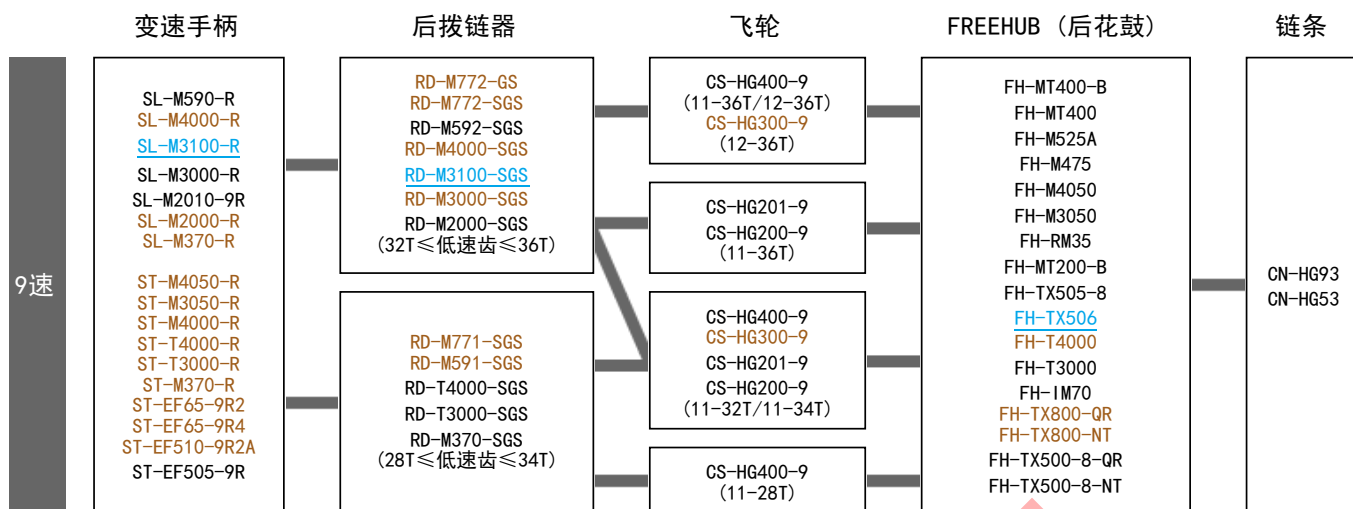 变速手柄
后拨链器
飞轮
FREEHUB (后花鼓)
链条
9速
SL-M590-R
SL-M4000-R
SL-M3100-R
SL-M3000-R
SL-M2010-9R
SL-M2000-R
SL-M370-R
ST-M4050-R
ST-M3050-R
ST-M4000-R
ST-T4000-R
ST-T3000-R
ST-M370-R
ST-EF65-9R2
ST-EF65-9R4
ST-EF510-9R2A
ST-EF505-9R
RD-M772-GS
RD-M772-SGS
RD-M592-SGS
RD-M4000-SGS
RD-M3100-SGS
RD-M3000-SGS
RD-M2000-SGS
(32T≤低速齿≤36T)
RD-M771-SGS
RD-M591-SGS
RD-T4000-SGS
RD-T3000-SGS
RD-M370-SGS
(28T≤低速齿≤34T)
CS-HG400-9
(11-36T/12-36T)
CS-HG300-9
(12-36T)
CS-HG201-9
CS-HG200-9
(11-36T)
CS-HG400-9
CS-HG300-9
CS-HG201-9
CS-HG200-9
(11-32T/11-34T)
CS-HG400-9
(11-28T)
FH-MT400-B
FH-MT400
FH-M525A
FH-M475
FH-M4050
FH-M3050
FH-RM35
FH-MT200-B
FH-TX505-8
FH-TX506
FH-T4000
FH-T3000
FH-IM70
FH-TX800-QR
FH-TX800-NT
FH-TX500-8-QR
FH-TX500-8-NT
CN-HG93
CN-HG53